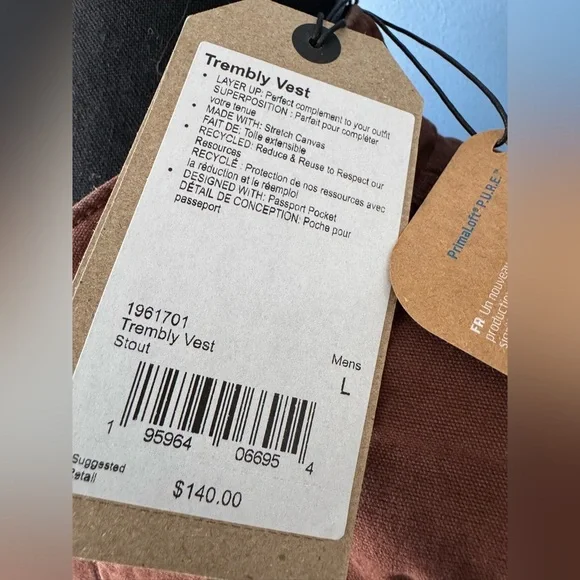 Trembly Vest
• LAYER UP: Perfect complement to your outfit
SUPERPOSITION : Parfait pour compléter
votre tenue
• MADE WITH: Stretch Canvas
FAIT DE: Toile extensible
• RECYCLED: Reduce & Reuse to Respect our
Resources
RECYCLÉ : Protection de nos ressources avec
la réduction et le réemploi
• DESIGNED WITH: Passport Pocket
DÉTAIL DE CONCEPTION: Poche pour
passeport
1961701
Trembly Vest
Stout
Mens
L
1 95964 06695 4
Suggested
Retail
$140.00
PrimaLoft® P.U.R.E.™
FR Un nouveau